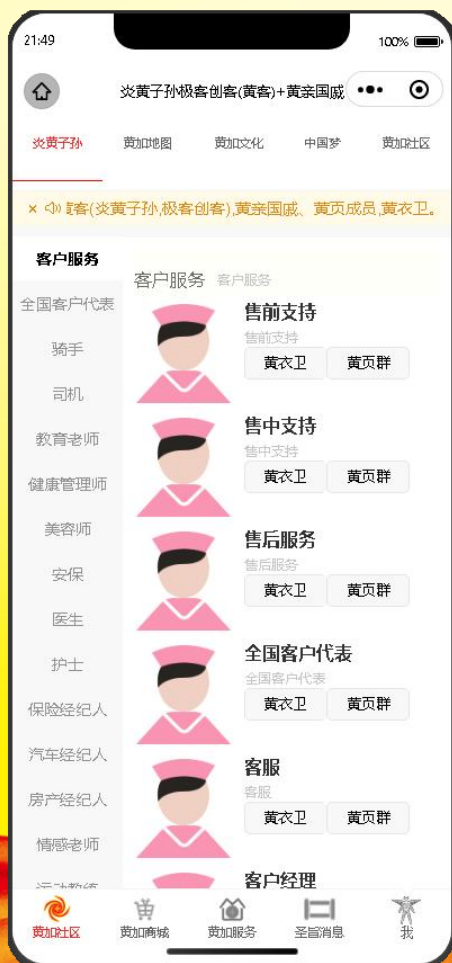 21:49
100%
炎黄子孙极客创客(黄客)+黄亲国戚
炎黄子孙 黄加地图 黄加文化 中国梦 黄加社区
客(炎黄子孙,极客创客),黄亲国戚、黄页成员,黄衣卫。
客户服务
全国客户代表
骑手
司机
教育老师
健康管理师
美容师
安保
医生
护士
保险经纪人
汽车经纪人
房产经纪人
情感老师
运动教练
客户服务 客户服务
售前支持
售前支持
黄衣卫 黄页群
售中支持
售中支持
黄衣卫 黄页群
售后服务
售后服务
黄衣卫 黄页群
全国客户代表
全国客户代表
黄衣卫 黄页群
客服
客服
黄衣卫 黄页群
客户经理
黄加社区 黄加商城 黄加服务 圣旨消息 我